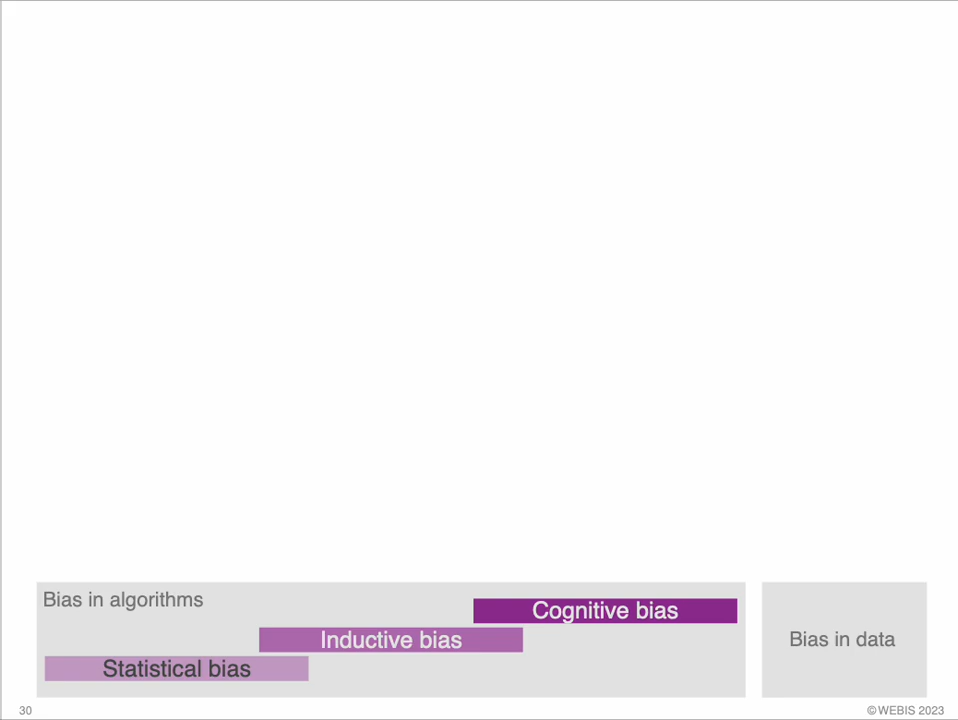 Bias in algorithms
Cognitive bias
Inductive bias
Statistical bias
Bias in data
30
© WEBIS 2023